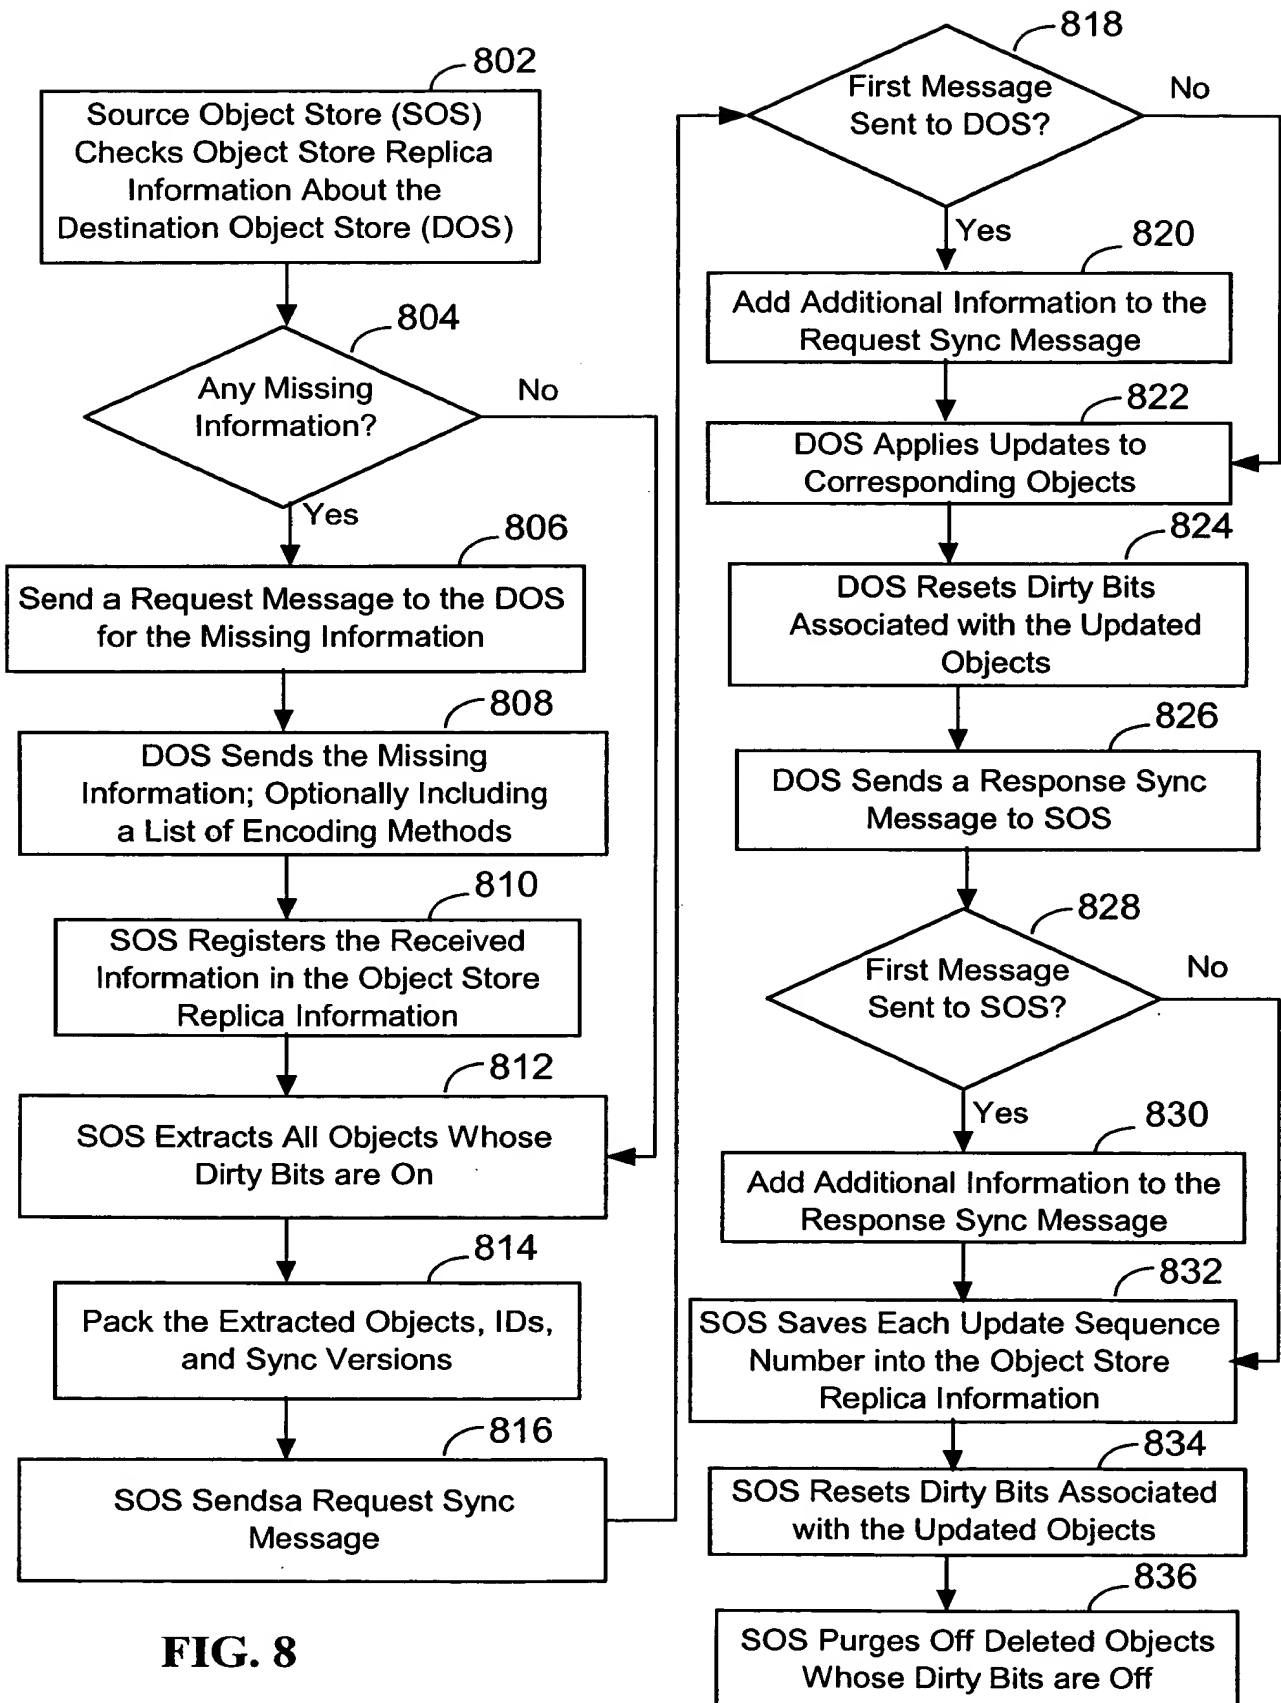 802
Source Object Store (SOS)
Checks Object Store Replica
Information About the
Destination Object Store (DOS)
804
Any Missing
Information?
No
Yes
806
Send a Request Message to the DOS
for the Missing Information
808
DOS Sends the Missing
Information; Optionally Including
a List of Encoding Methods
810
SOS Registers the Received
Information in the Object Store
Replica Information
812
SOS Extracts All Objects Whose
Dirty Bits are On
814
Pack the Extracted Objects, IDs,
and Sync Versions
816
SOS Sendsa Request Sync
Message
818
First Message
Sent to DOS?
No
Yes
820
Add Additional Information to the
Request Sync Message
822
DOS Applies Updates to
Corresponding Objects
824
DOS Resets Dirty Bits
Associated with the Updated
Objects
826
DOS Sends a Response Sync
Message to SOS
828
First Message
Sent to SOS?
No
Yes
830
Add Additional Information to the
Response Sync Message
832
SOS Saves Each Update Sequence
Number into the Object Store
Replica Information
834
SOS Resets Dirty Bits Associated
with the Updated Objects
836
SOS Purges Off Deleted Objects
Whose Dirty Bits are Off
FIG. 8